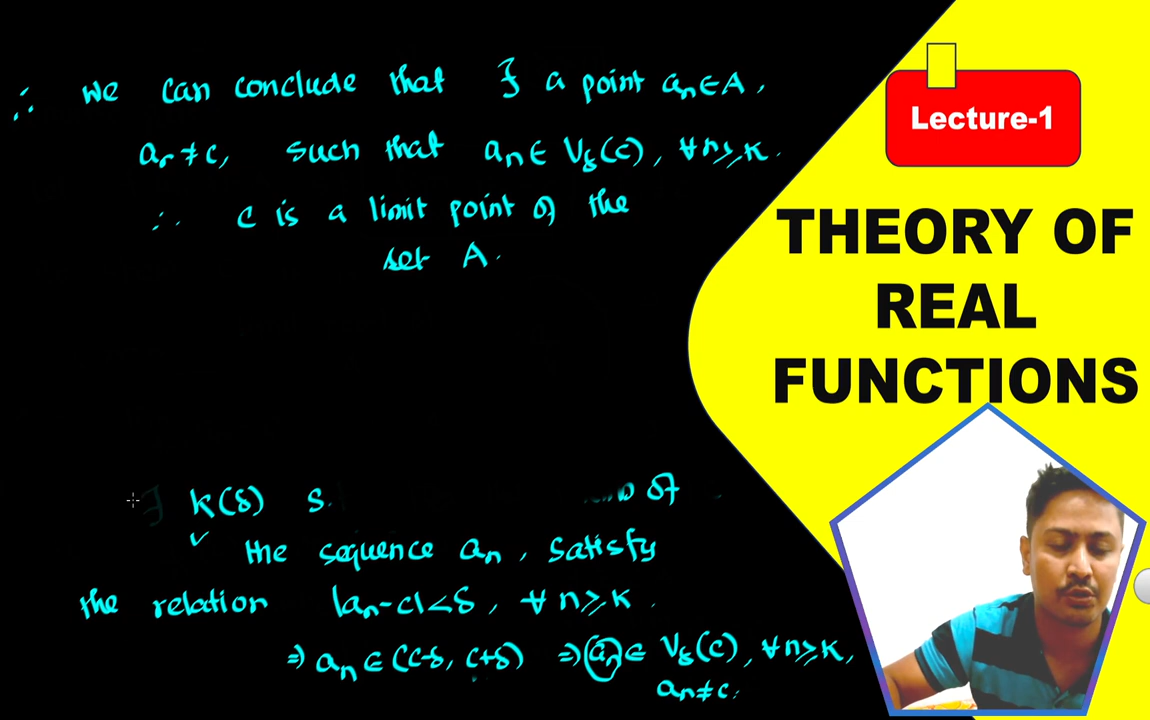 ∴ We can conclude that ∃ a point aₙ∈A,
aₙ≠c, such that aₙ∈ V_δ(c), ∀n≥K.
∴ c is a limit point of the
set A.
K(δ) s.
of
the sequence aₙ, satisfy
the relation |aₙ-c|<δ, ∀ n≥K.
⇒ aₙ∈(c-δ, c+δ) ⇒ (aₙ)∈ V_δ(c), ∀n≥K,
aₙ≠c.
Lecture-1
THEORY OF
REAL
FUNCTIONS